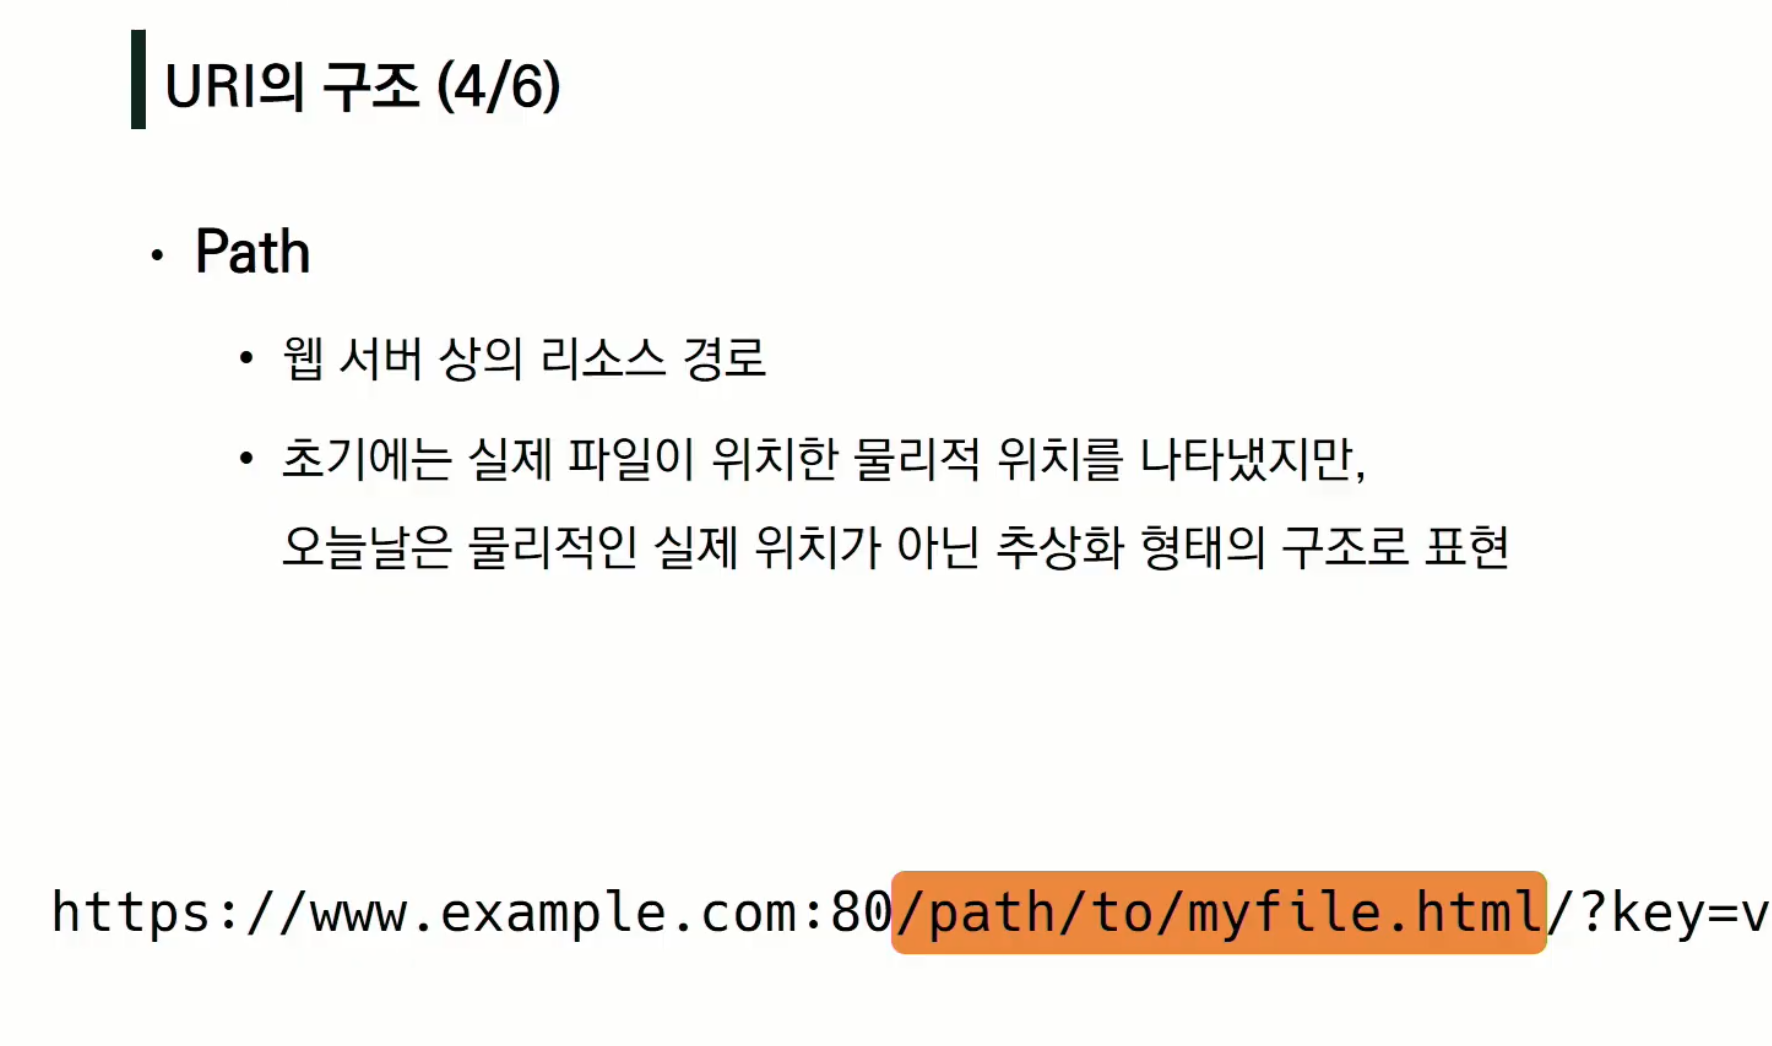 URI의 구조 (4/6)
• Path
• 웹 서버 상의 리소스 경로
• 초기에는 실제 파일이 위치한 물리적 위치를 나타냈지만,
오늘날은 물리적인 실제 위치가 아닌 추상화 형태의 구조로 표현
https://www.example.com:80/path/to/myfile.html/?key=v